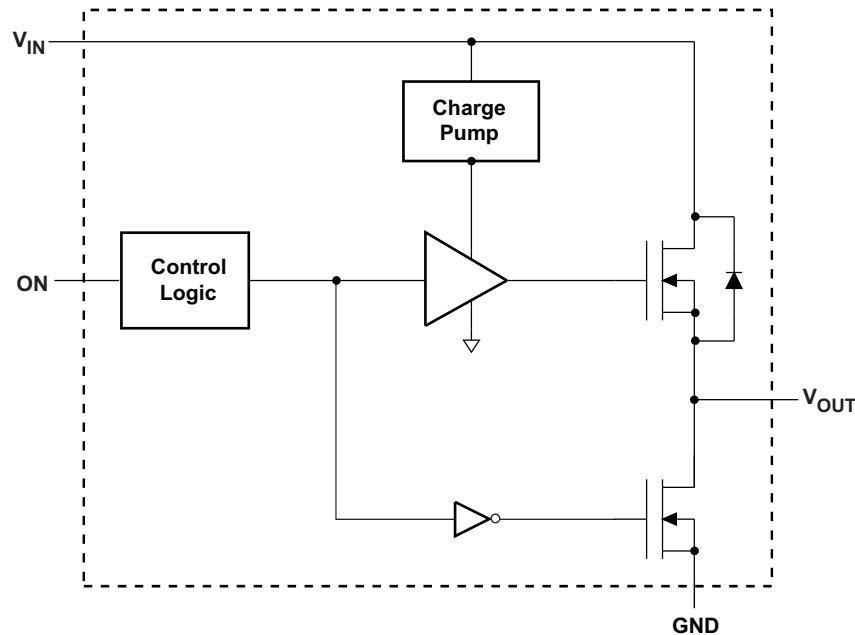 VIN
Charge
Pump
Control
Logic
ON
VOUT
GND